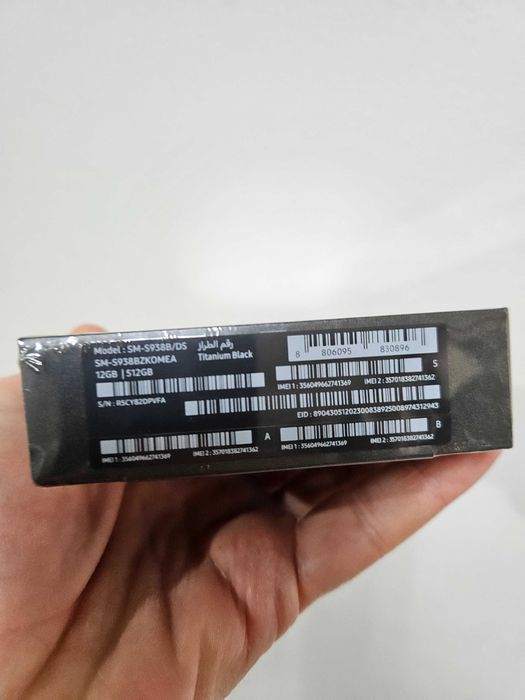 Model : SM-S938B/DS رقم الطراز
SM-S938BZKOMEA Titanium Black
12GB | 512GB
8 806095 830896
S
IMEI 1 : 356049662741369 IMEI 2 : 357018382741362
S/N : R5CY82DPVFA
EID : 89043051202300838925008974312943
A
B
IMEI 1 : 356049662741369 IMEI 2 : 357018382741362
IMEI 1 : 356049662741369 IMEI 2 : 357018382741362